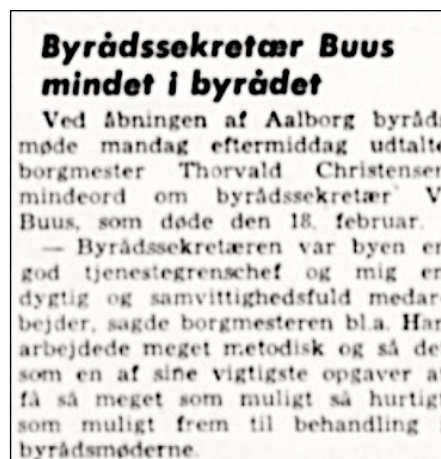 Byrådssekretær Buus
mindet i byrådet
Ved åbningen af Aalborg byråds
møde mandag eftermiddag udtalte
borgmester Thorvald Christensen
mindeord om byrådssekretær V.
Buus, som døde den 18. februar.
— Byrådssekretæren var byen en
god tjenestegrenschef og mig en
dygtig og samvittighedsfuld medar-
bejder, sagde borgmesteren bl.a. Han
arbejdede meget metodisk og så det
som en af sine vigtigste opgaver at
få så meget som muligt så hurtigt
som muligt frem til behandling i
byrådsmøderne.